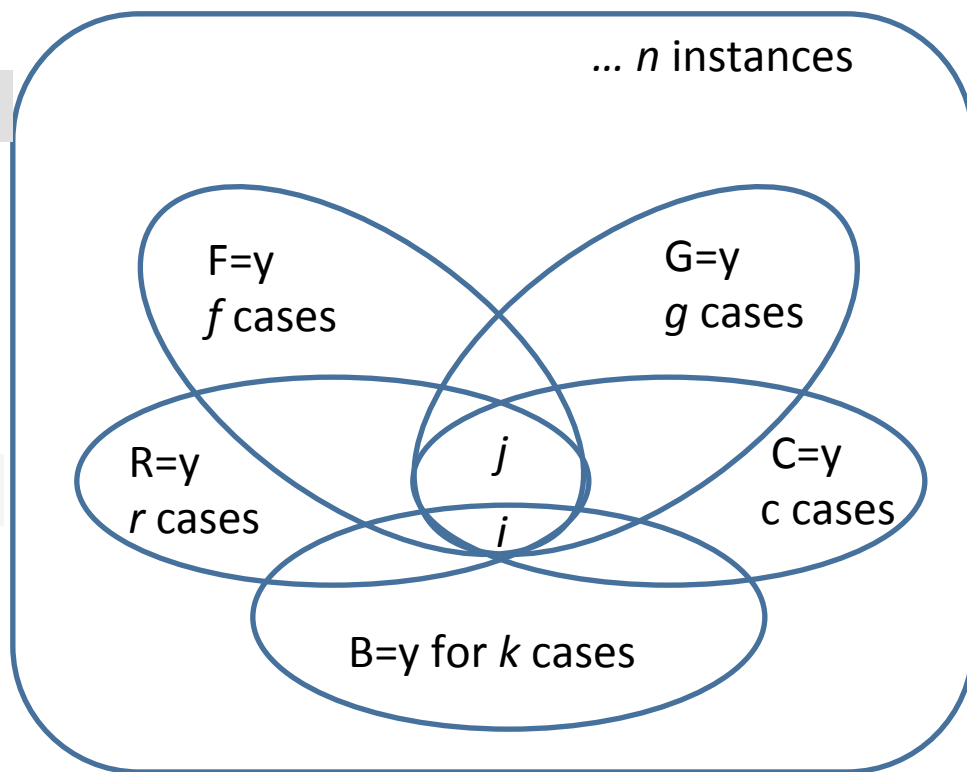 ... n instances
F=y
f cases
G=y
g cases
j
R=y
r cases
C=y
c cases
i
B=y for k cases